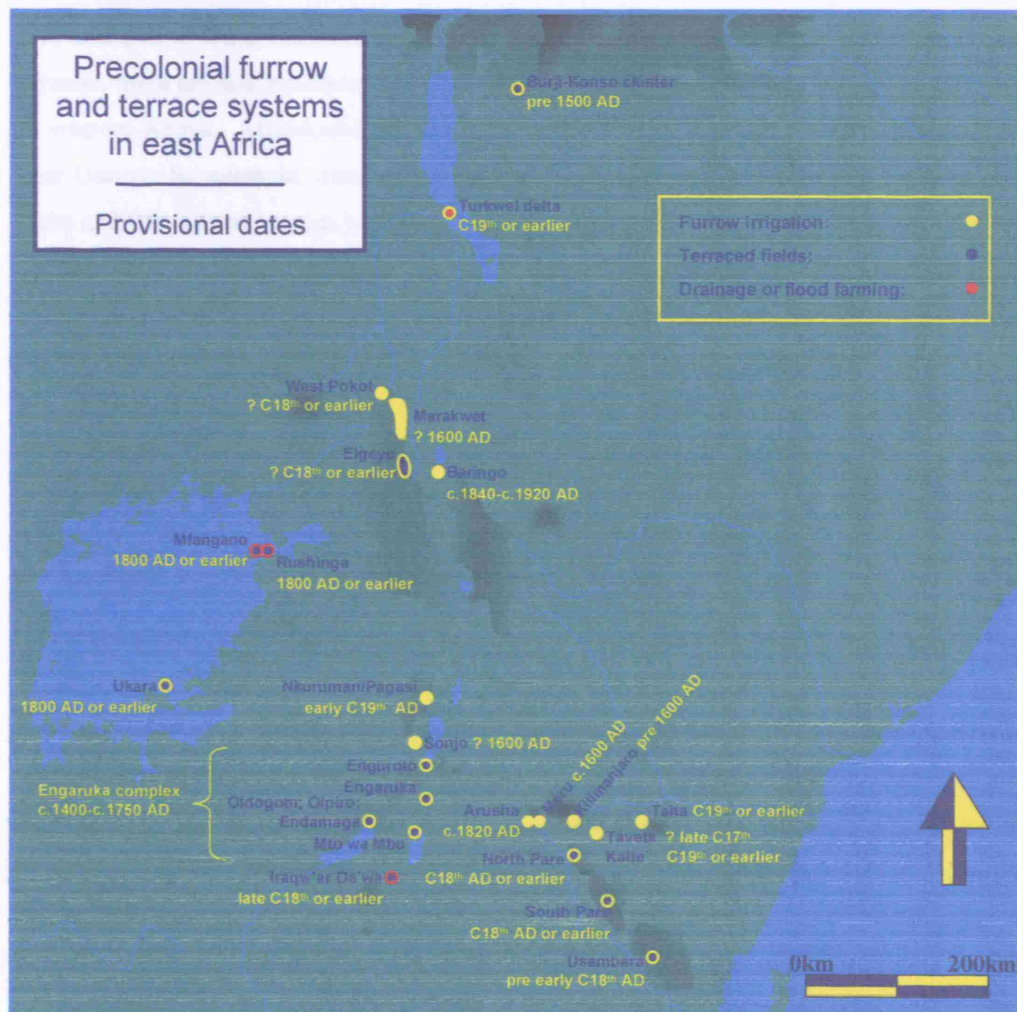 Precolonial furrow
and terrace systems
in east Africa
Provisional dates
Burji-Konso cluster
pre 1500 AD
Turkwel delta
C19th or earlier
Furrow irrigation:
Terraced fields:
Drainage or flood farming:
West Pokot
? C18th or earlier
Marakwet
? 1600 AD
Elgeyo
? C18th or earlier
Baringo
c.1840-c.1920 AD
Mfangano
1800 AD or earlier
Rushinga
1800 AD or earlier
Ukara
1800 AD or earlier
Nkuruman/Pagasi
early C19th AD
Sonjo ? 1600 AD
Enguroto
Engaruka complex
c.1400-c.1750 AD
Engaruka
Oldogom; Olpiro;
Endamaga
Mto wa Mbu
Iraqw'ar Da'wa
late C18th or earlier
Arusha
c.1820 AD
Meru c.1600 AD
Kilimanjaro pre 1600 AD
Taita C19th or earlier
Taveta ? late C17th
Kahe C19th or earlier
North Pare
C18th AD or earlier
South Pare
C18th AD or earlier
Usambara
pre early C18th AD
0km 200km